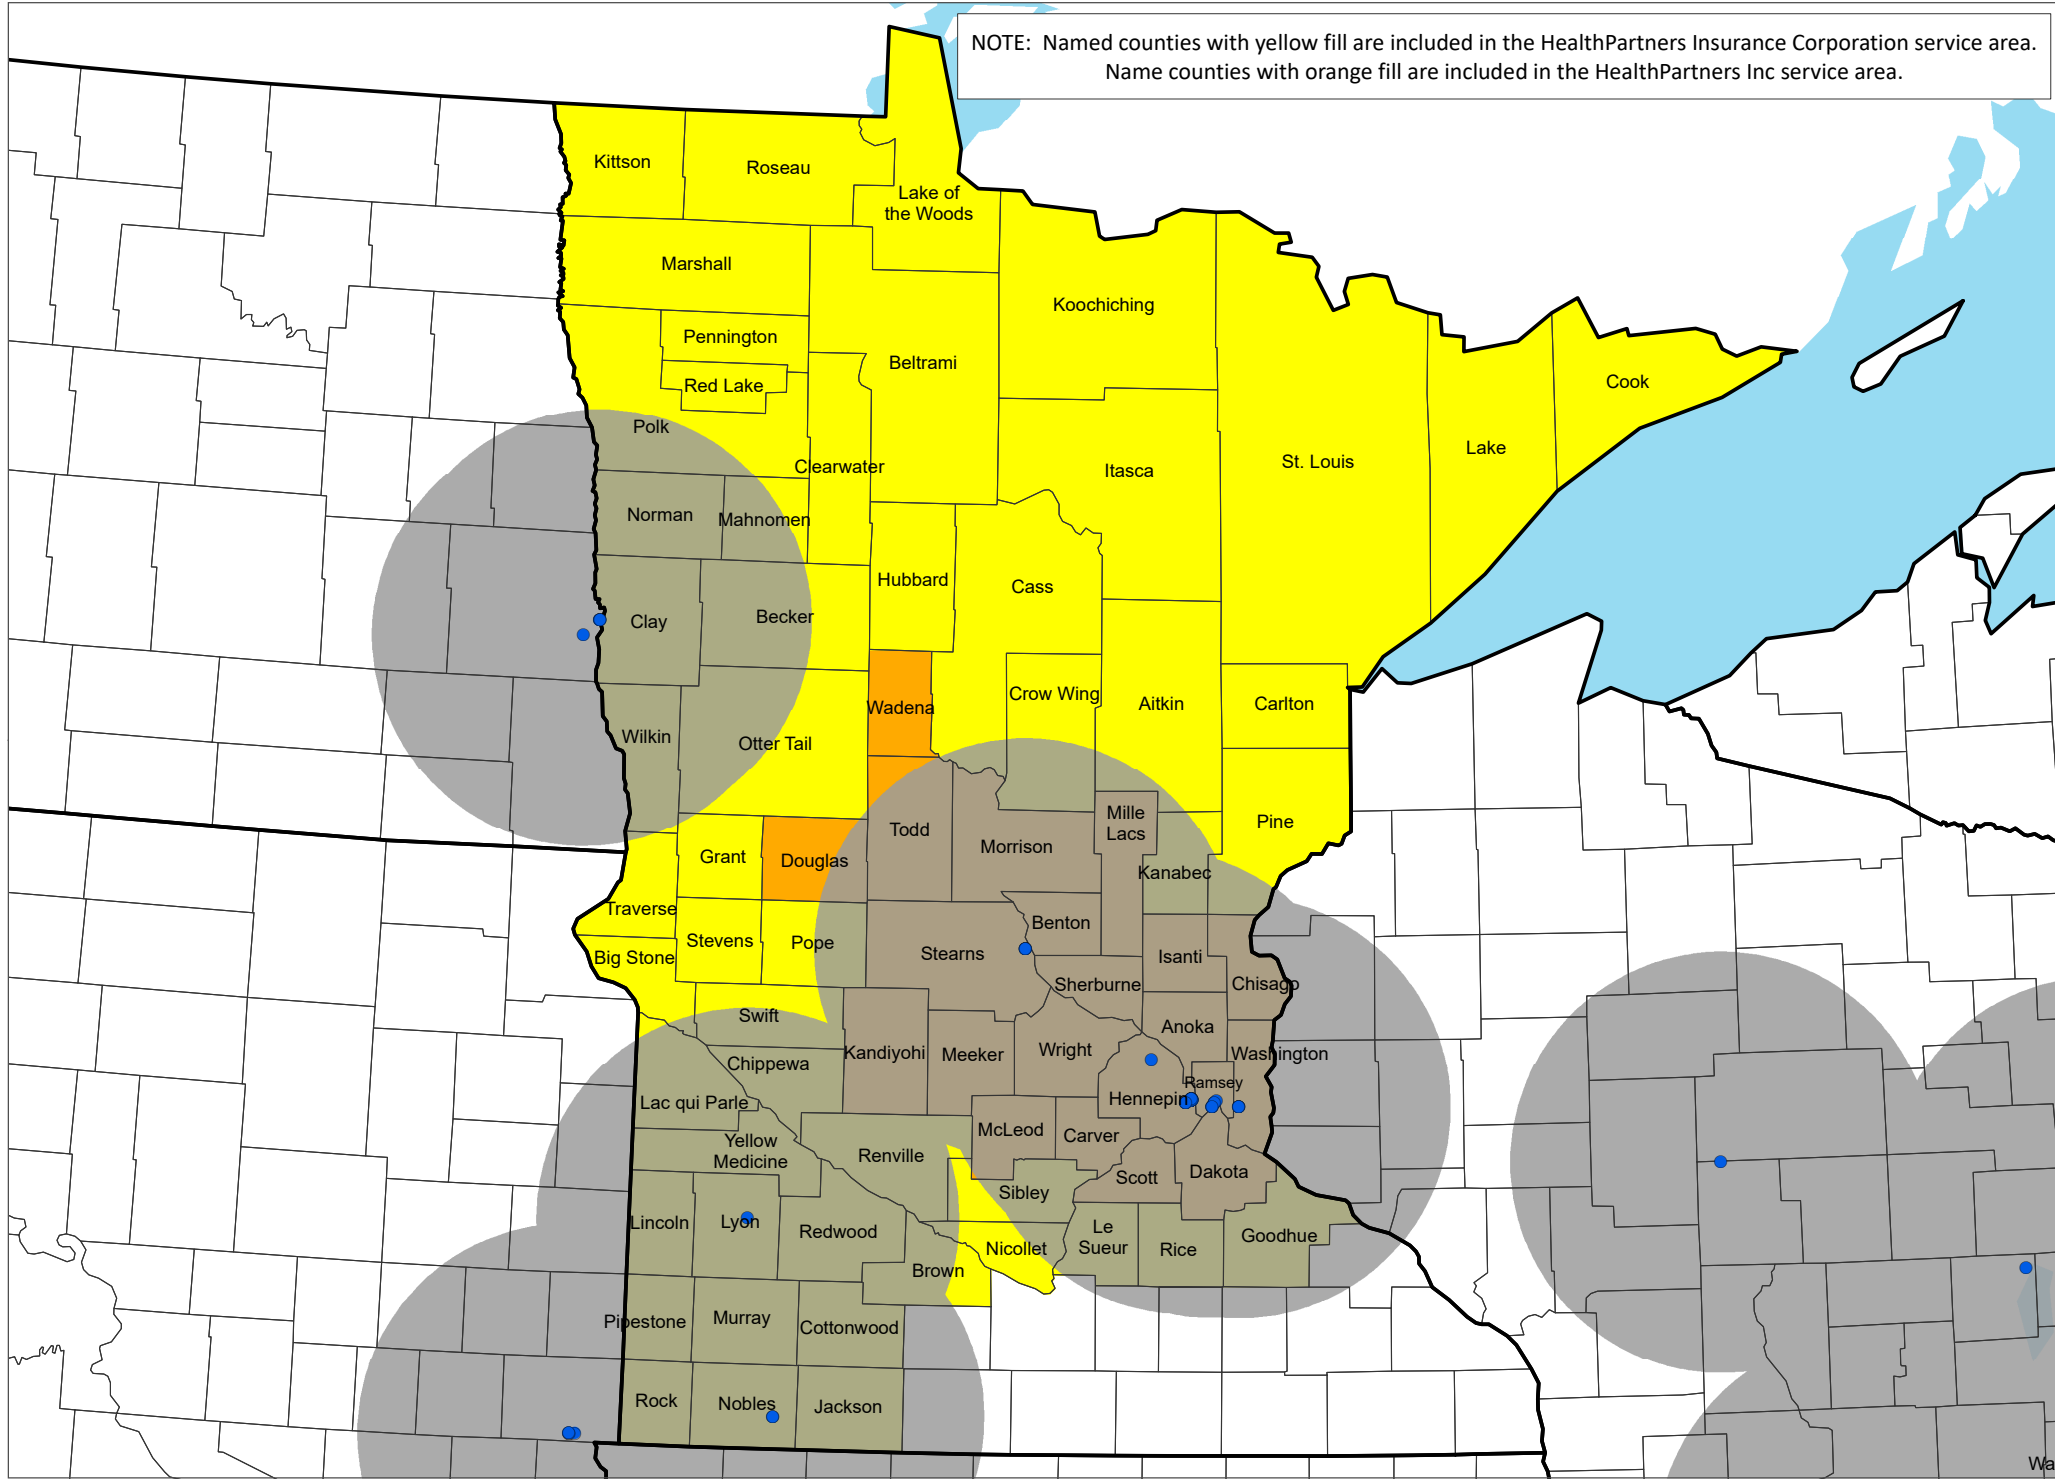 NOTE:  Named counties with yellow fill are included in the HealthPartners Insurance Corporation service area.
Name counties with orange fill are included in the HealthPartners Inc service area.
Kittson
Roseau
Lake of
the Woods
Marshall
Koochiching
Pennington
Beltrami
Red Lake
Cook
Polk
Clearwater
Itasca
St. Louis
Lake
Norman
Mahnomen
Hubbard
Cass
Clay
Becker
Crow Wing
Aitkin
Carlton
Wadena
Wilkin
Otter Tail
Mille
Lacs
Pine
Todd
Morrison
Grant
Douglas
Kanabec
Traverse
Benton
Stevens
Pope
Stearns
Isanti
Big Stone
Sherburne
Chisago
Swift
Anoka
Kandiyohi
Meeker
Wright
Washington
Chippewa
Ramsey
Hennepin
Lac qui Parle
McLeod
Carver
Yellow
Medicine
Renville
Scott
Dakota
Sibley
Lincoln
Lyon
Redwood
Le
Sueur
Rice
Goodhue
Nicollet
Brown
Pipestone
Murray
Cottonwood
Rock
Nobles
Jackson
Wa